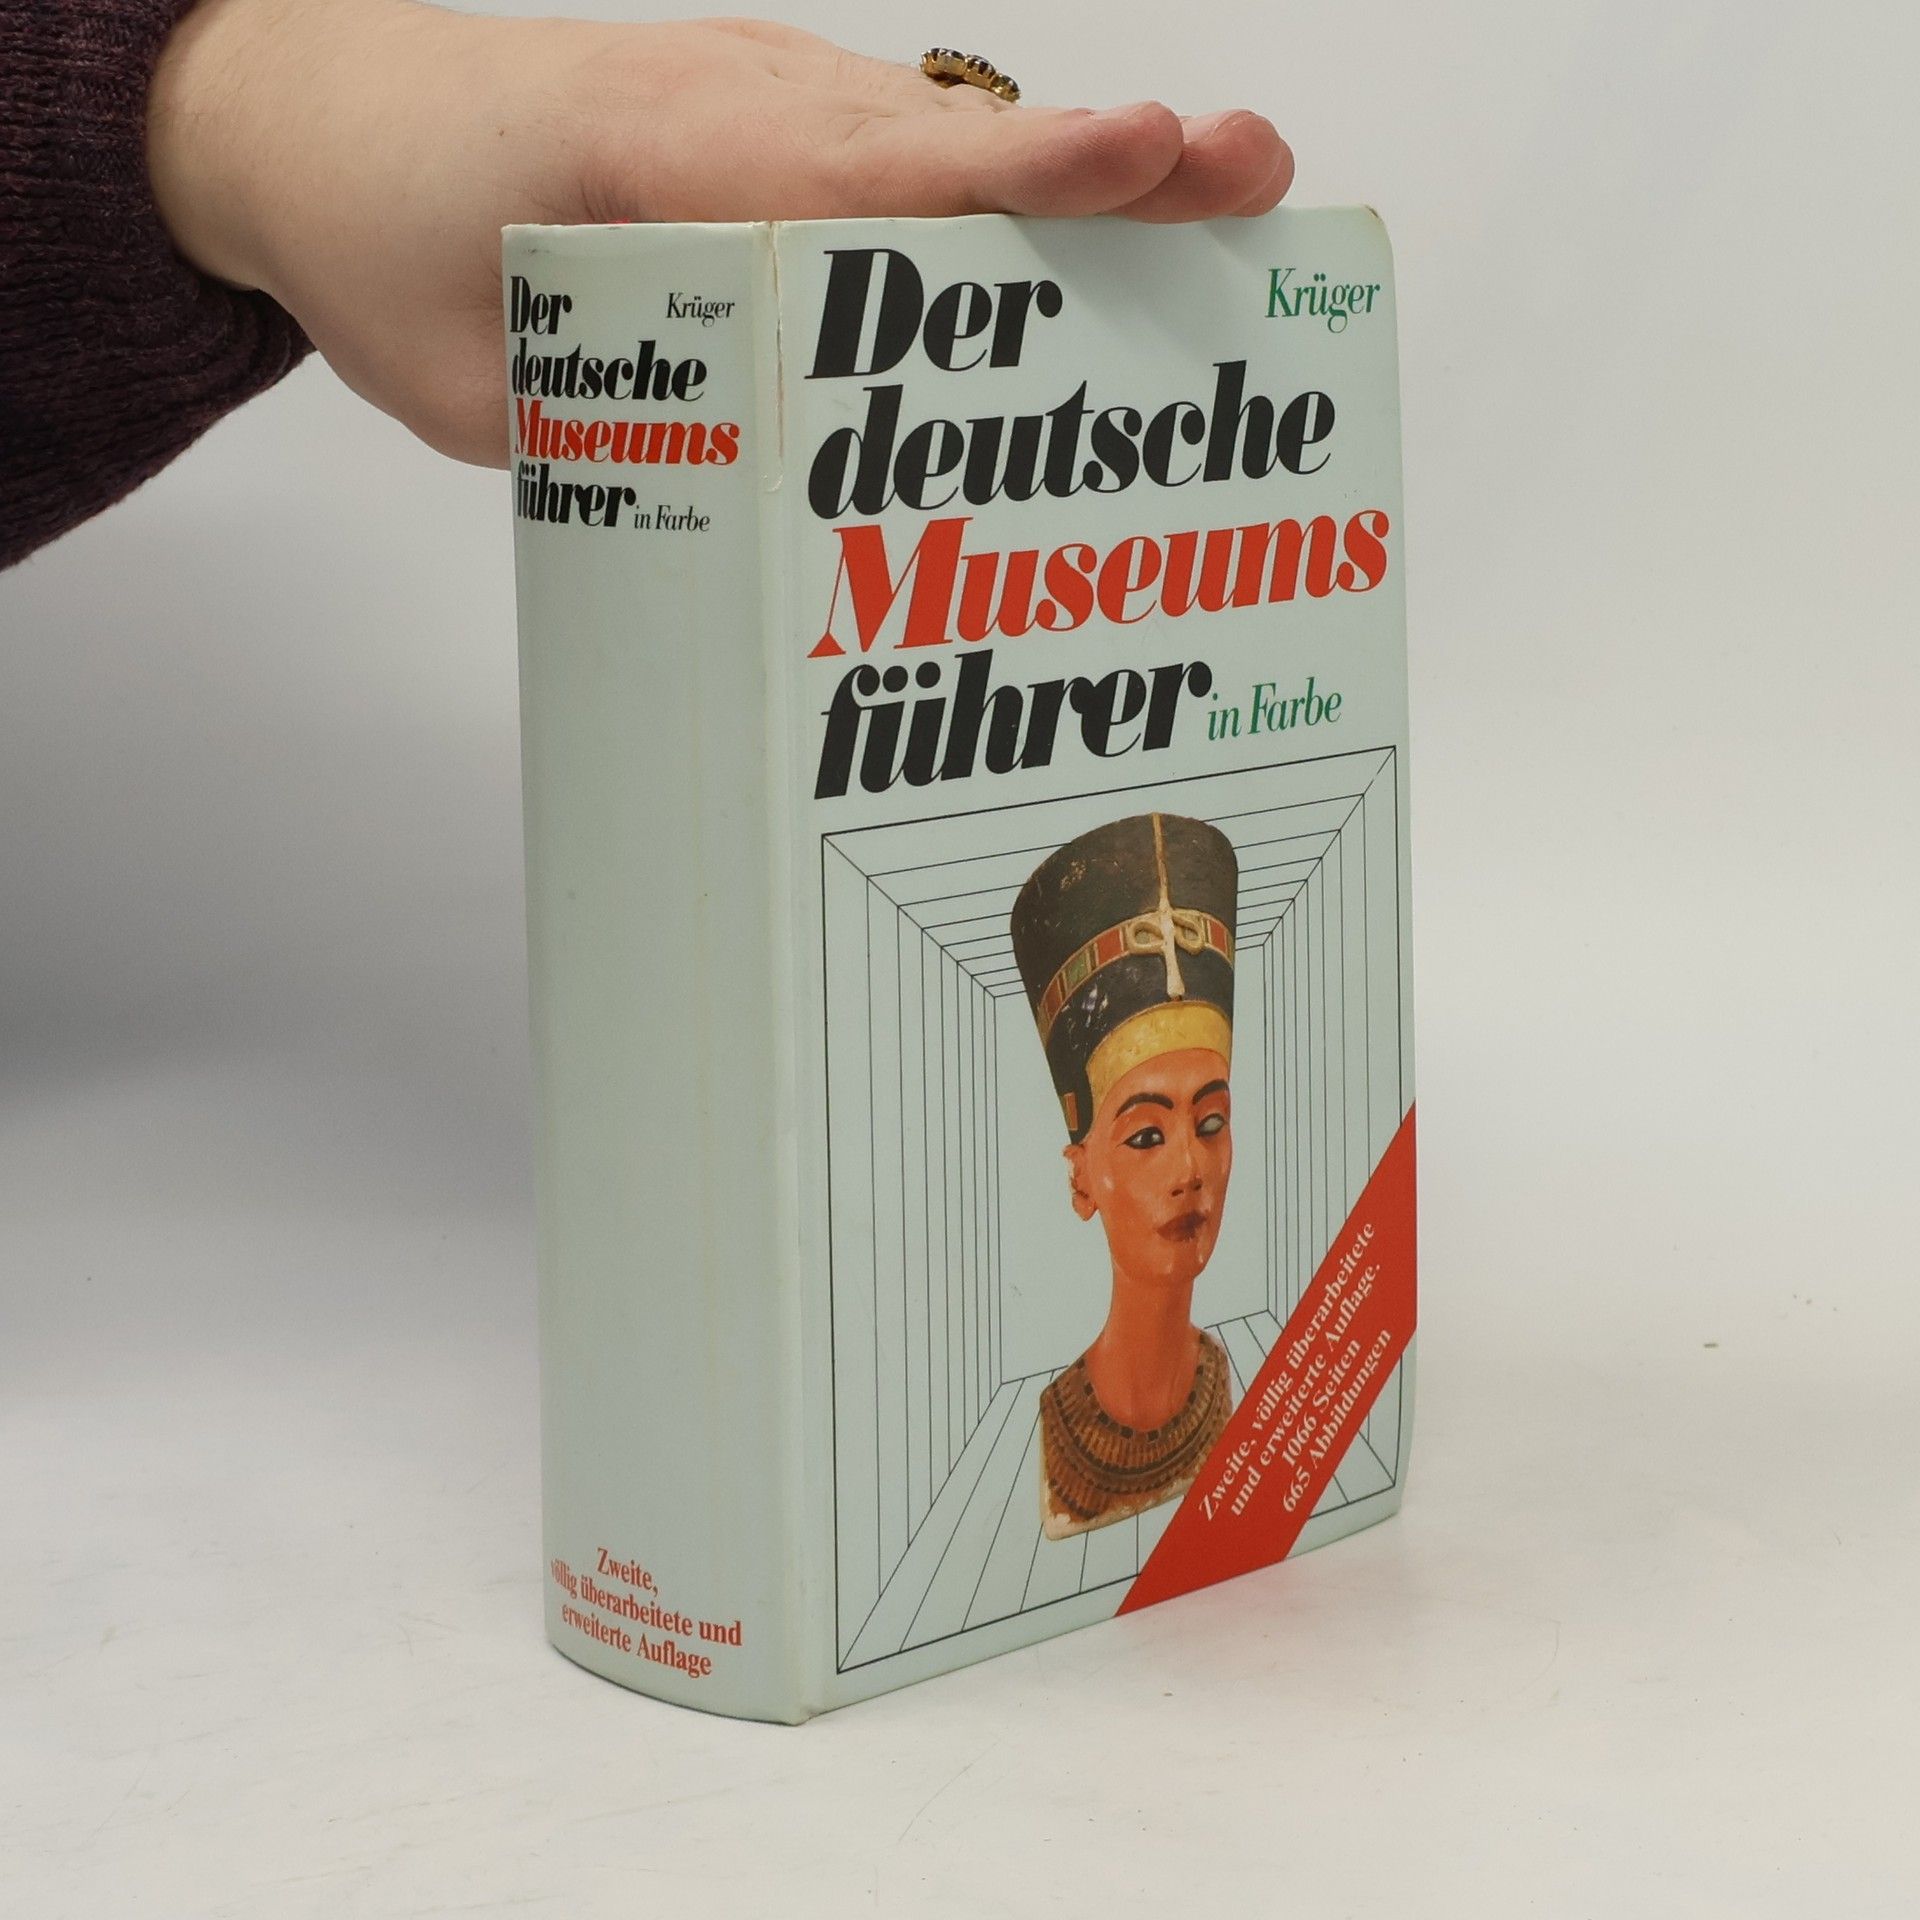 Der
Krüger
deutsche
Museums
führer in Farbe
Zweite,
völlig überarbeitete und
erweiterte Auflage
Der
Krüger
deutsche
Museums
führer in Farbe
Zweite, völlig überarbeitete
und erweiterte Auflage.
1066 Seiten
665 Abbildungen